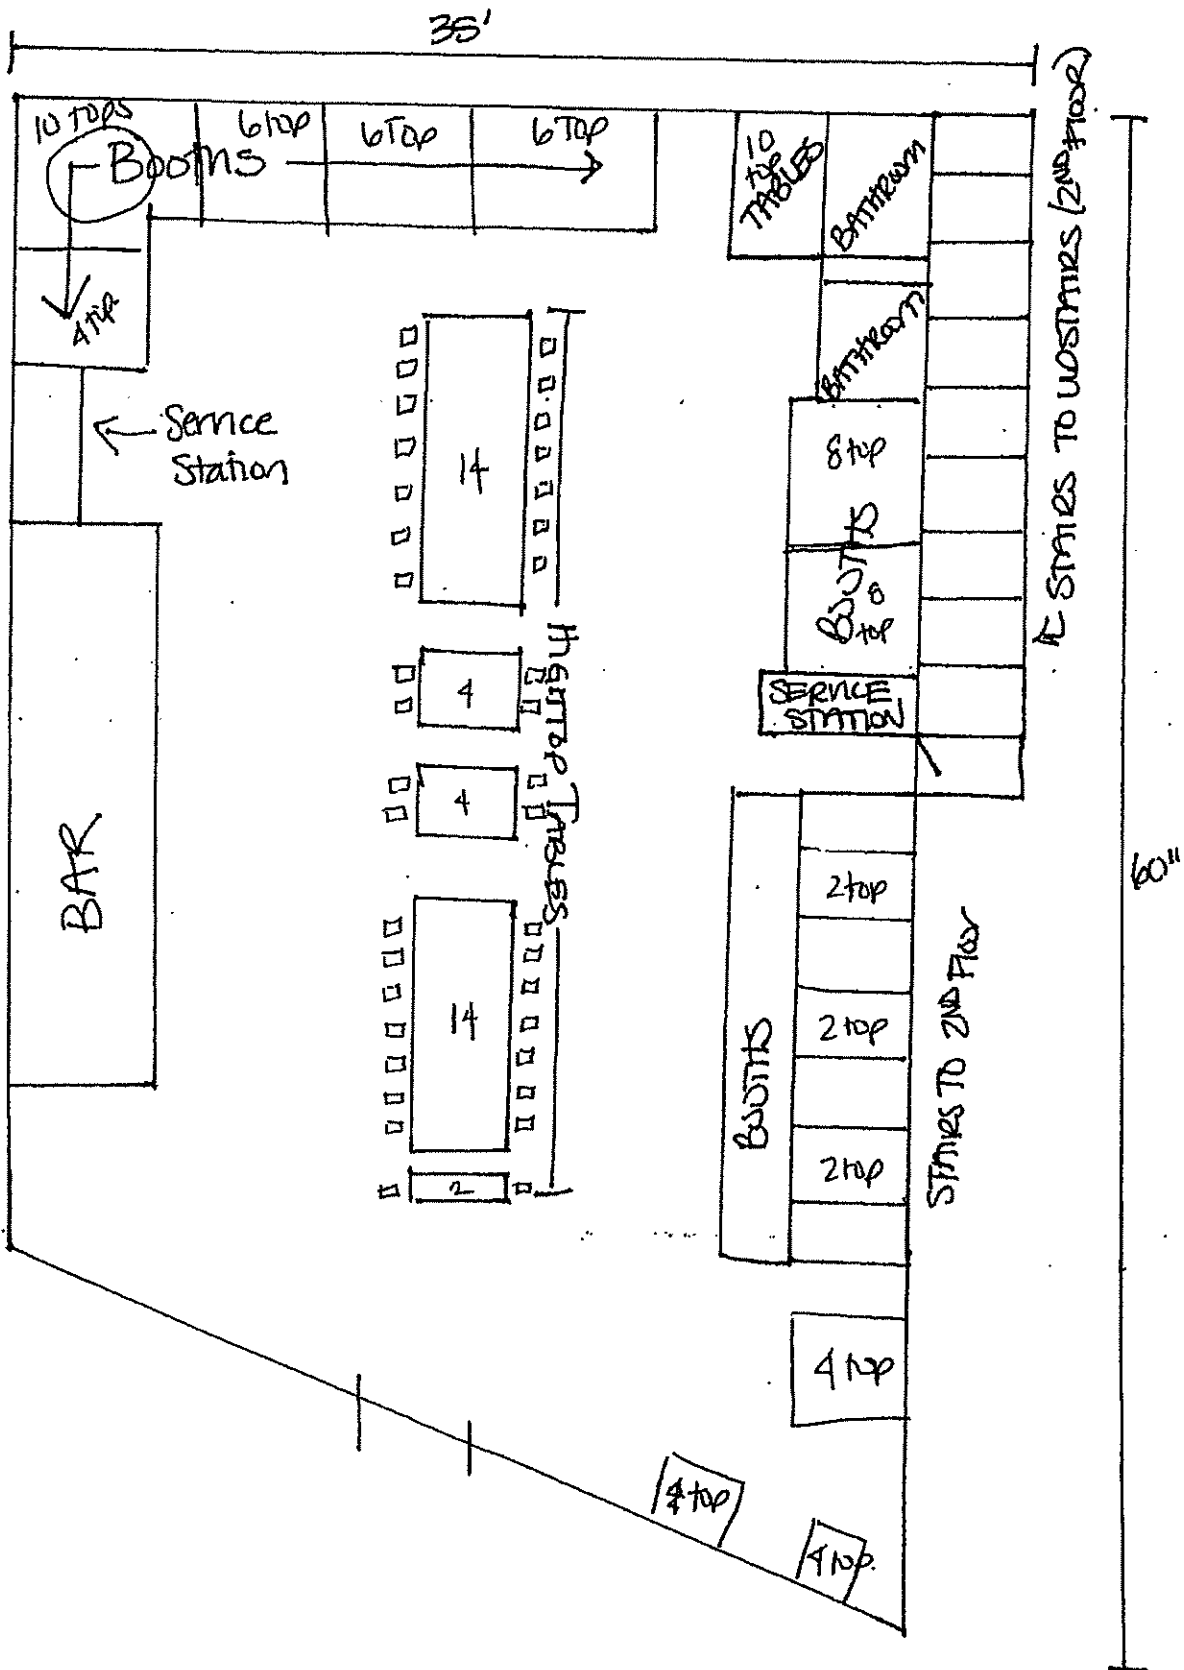 35'
10 TOPS
6 top
6 Top
6 Top
Booths
4 top
10
top
TABLES
BATHROOM
BATHROOM
← STAIRS TO UPSTAIRS (2ND FLOOR)
← Service
Station
14
4
4
14
2
HIGHTOP TABLES
BAR
8 top
BOOTHS
8
top
SERVICE
STATION
60"
2 top
2 top
2 top
BOOTHS
STAIRS TO 2ND Floor
4 top
4 top
4 top